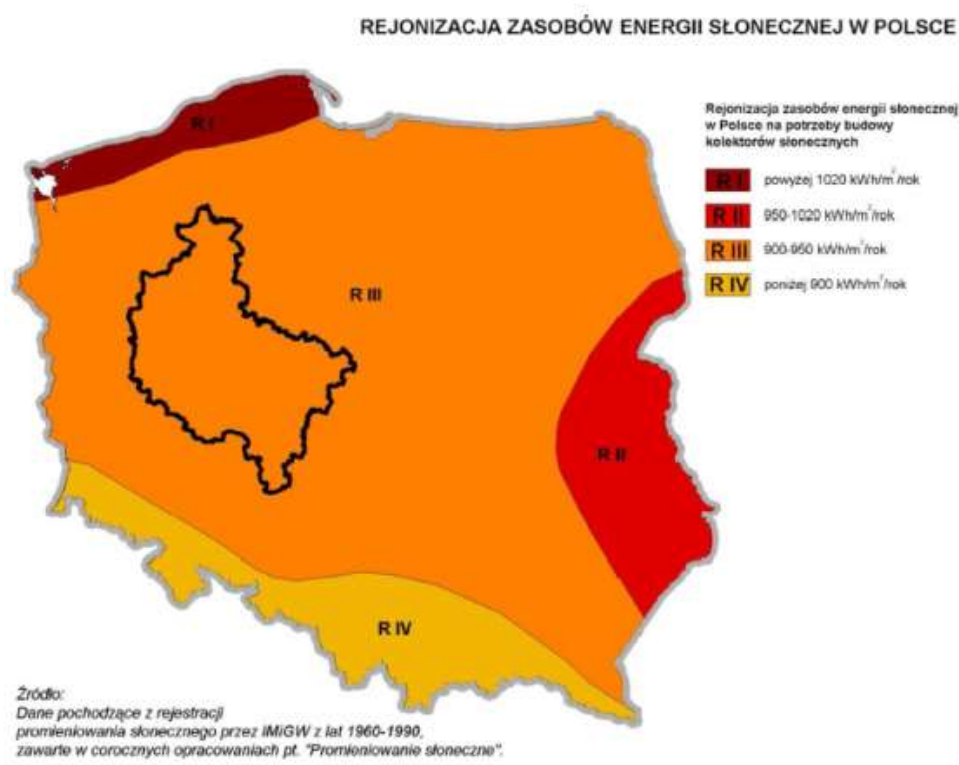 REJONIZACJA ZASOBÓW ENERGII SŁONECZNEJ W POLSCE
Rejonizacja zasobów energii słonecznej
w Polsce na potrzeby budowy
kolektorów słonecznych
R I powyżej 1020 kWh/m²/rok
R II 950-1020 kWh/m²/rok
R III 900-950 kWh/m²/rok
R IV poniżej 900 kWh/m²/rok
R I
R III
R II
R IV
Źródło:
Dane pochodzące z rejestracji
promieniowania słonecznego przez IMiGW z lat 1960-1990,
zawarte w corocznych opracowaniach pt. "Promieniowanie słoneczne".